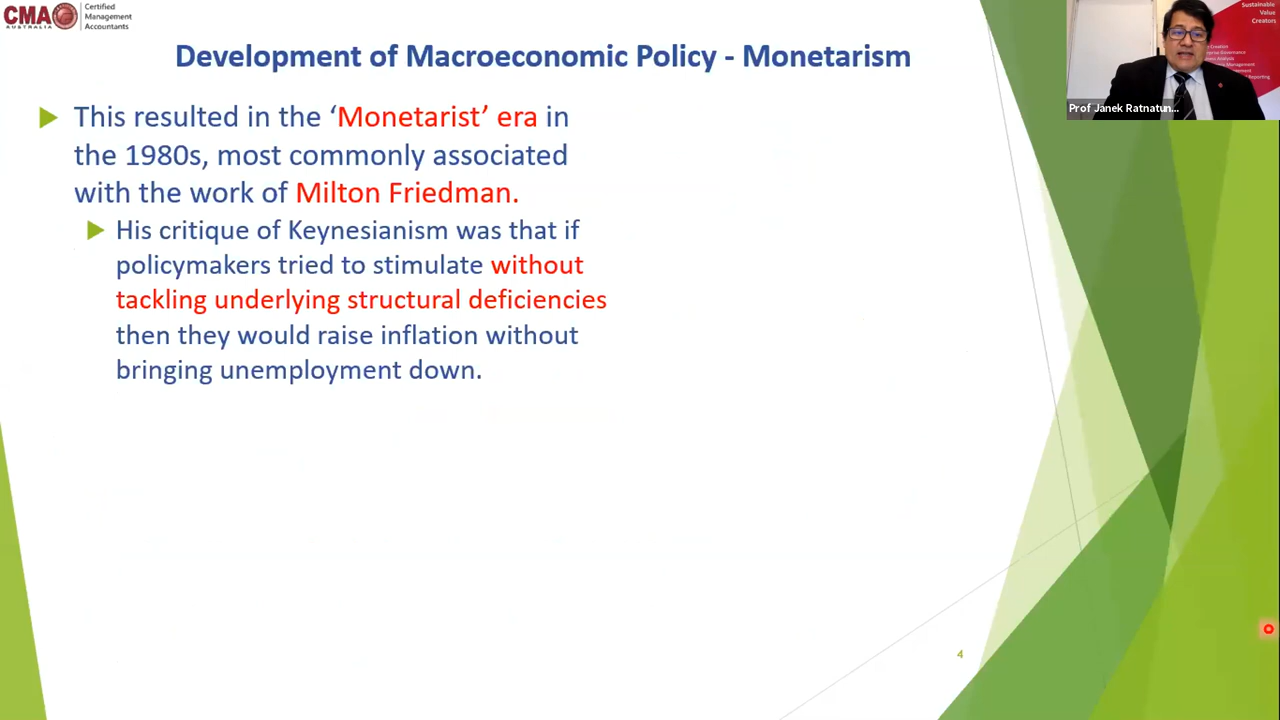 CMA
AUSTRALIA
Certified
Management
Accountants
Development of Macroeconomic Policy - Monetarism
This resulted in the ‘Monetarist’ era in
the 1980s, most commonly associated
with the work of Milton Friedman.
His critique of Keynesianism was that if
policymakers tried to stimulate without
tackling underlying structural deficiencies
then they would raise inflation without
bringing unemployment down.
4
Sustainable
Value
Creators
Prof Janek Ratnatun...